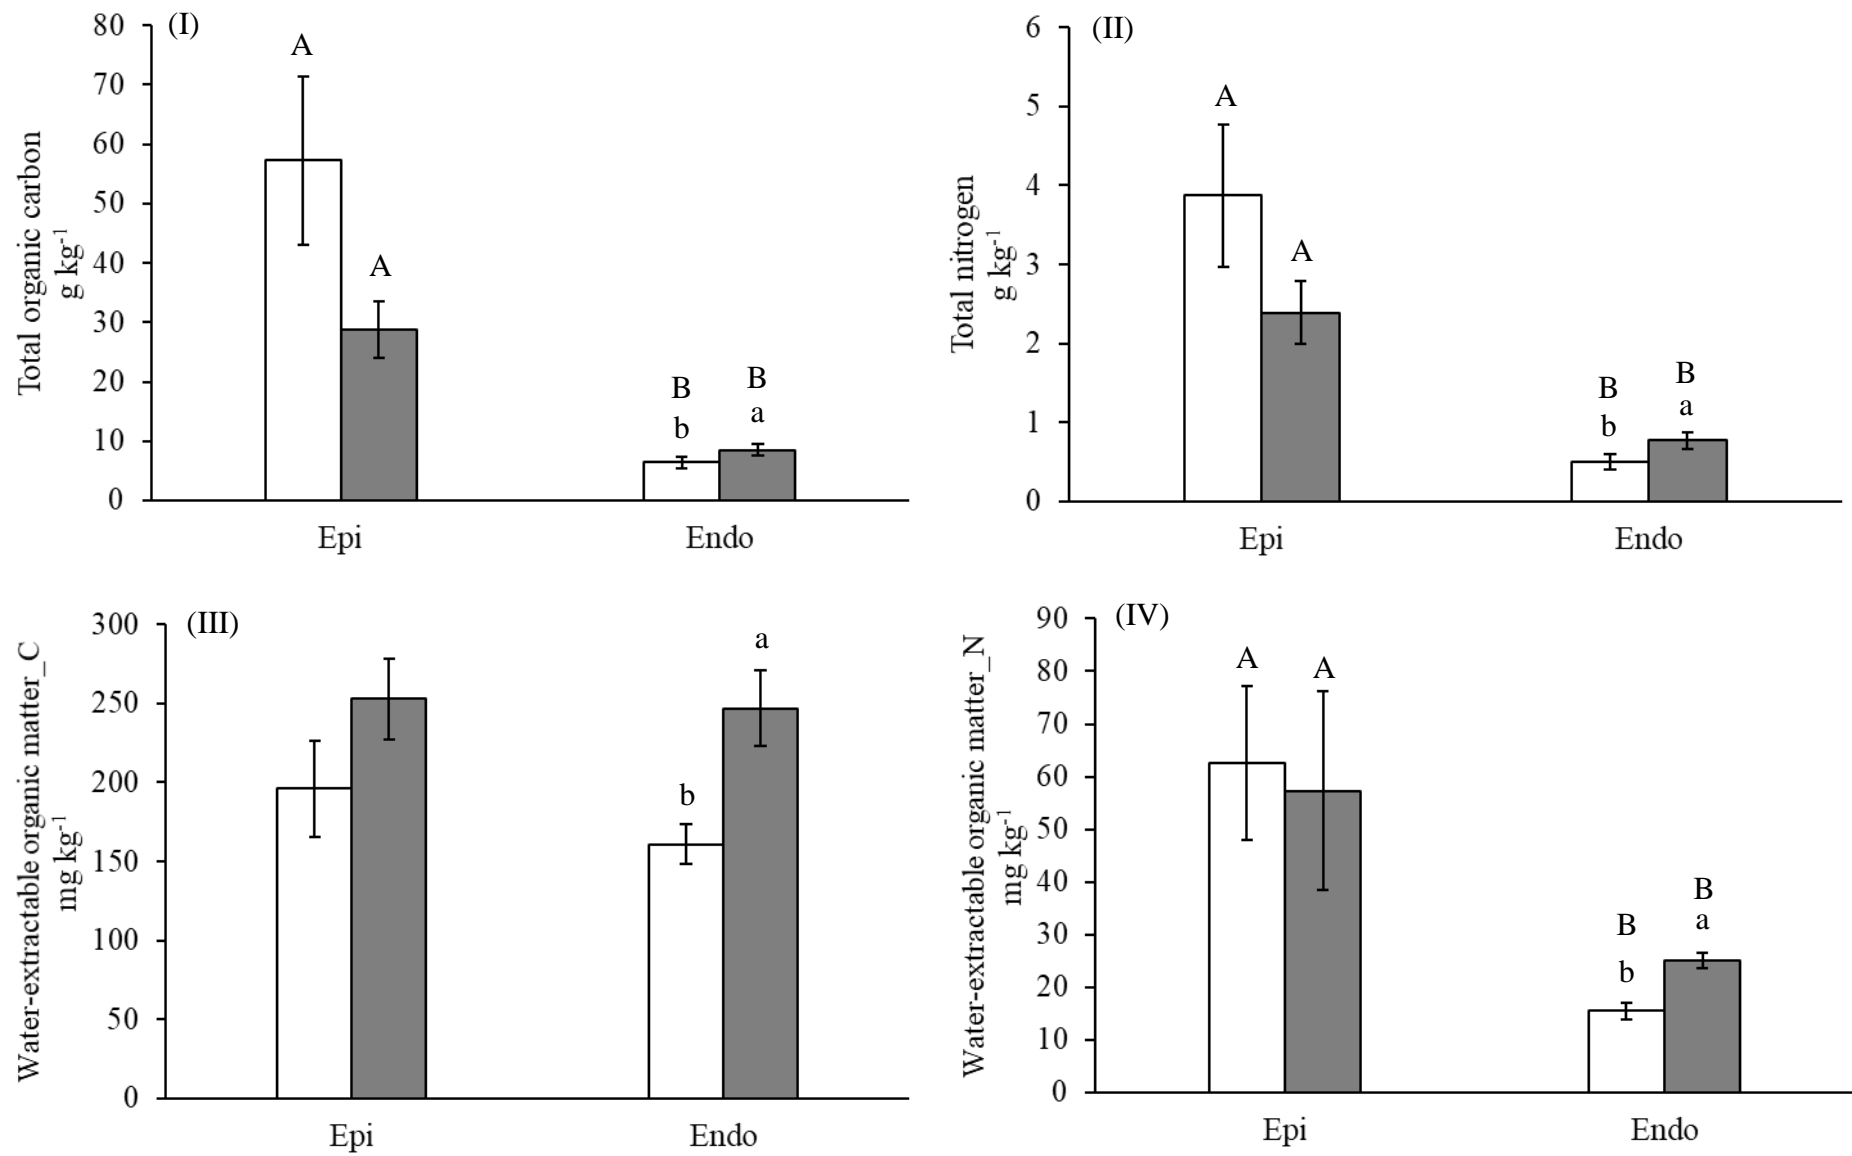 (I)
Total organic carbon
g kg⁻¹
80
70
60
50
40
30
20
10
0
A
A
B
b
B
a
Epi
Endo
(II)
Total nitrogen
g kg⁻¹
6
5
4
3
2
1
0
A
A
B
b
B
a
Epi
Endo
(III)
Water-extractable organic matter_C
mg kg⁻¹
300
250
200
150
100
50
0
b
a
Epi
Endo
(IV)
Water-extractable organic matter_N
mg kg⁻¹
90
80
70
60
50
40
30
20
10
0
A
A
B
b
B
a
Epi
Endo